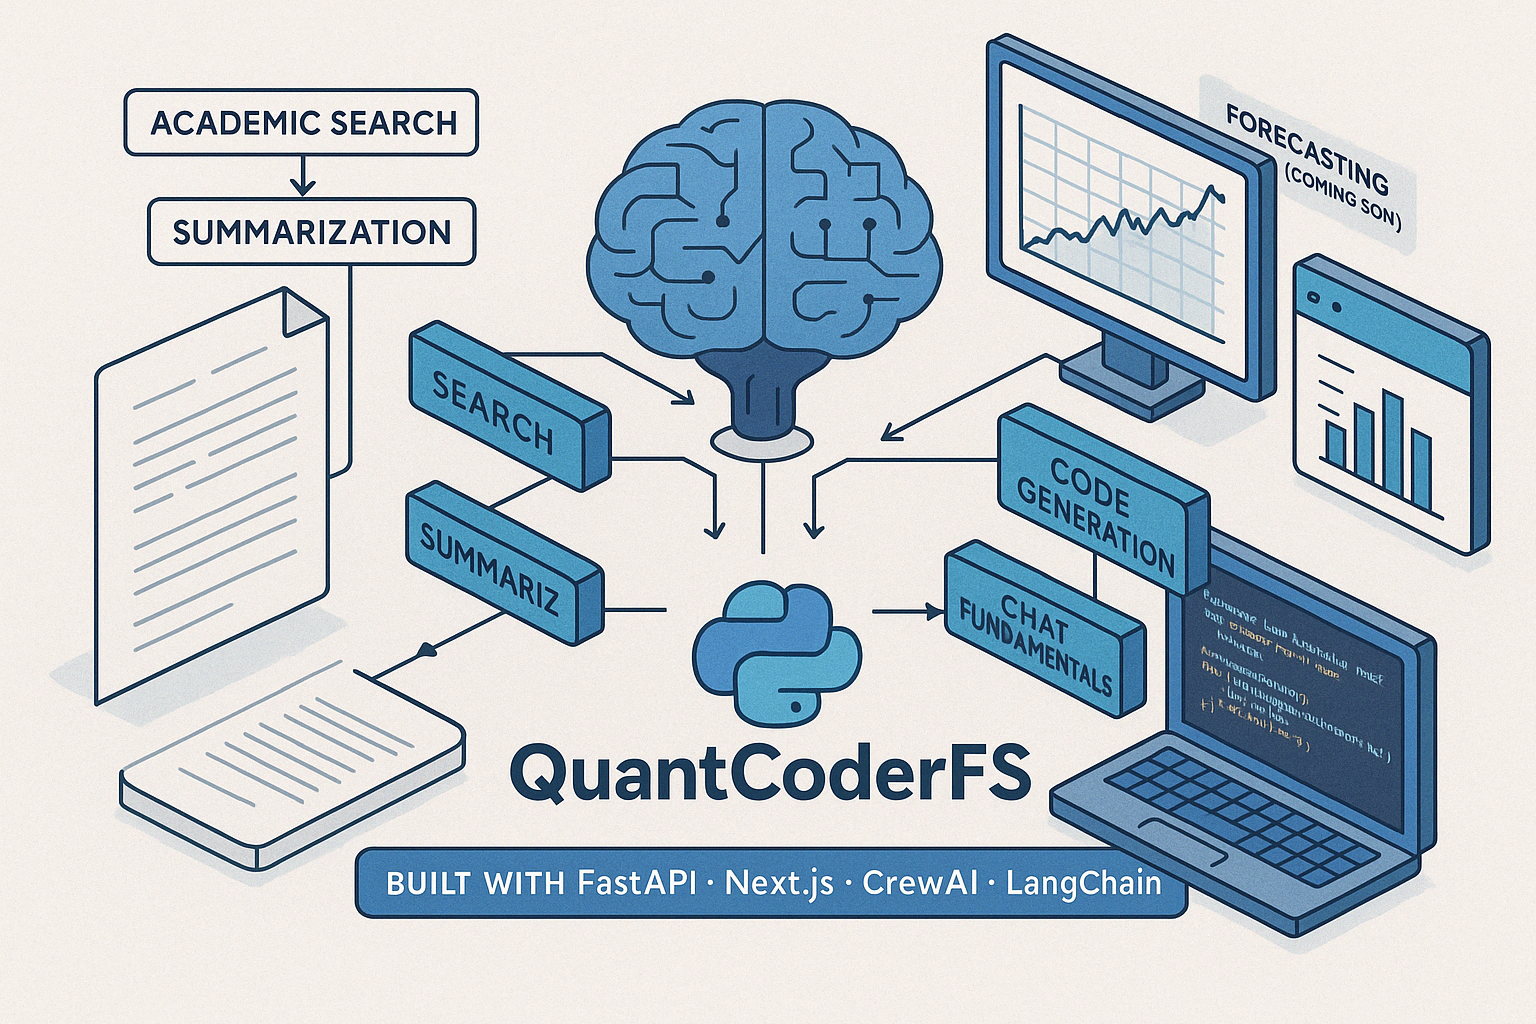 ACADEMIC SEARCH
SUMMARIZATION
FORECASTING
(COMING SON)
SEARCH
SUMMARIZ
CODE
GENERATION
CHAT
FUNDAMENTALS
QuantCoderFS
BUILT WITH FastAPI · Next.js · CrewAI · LangChain